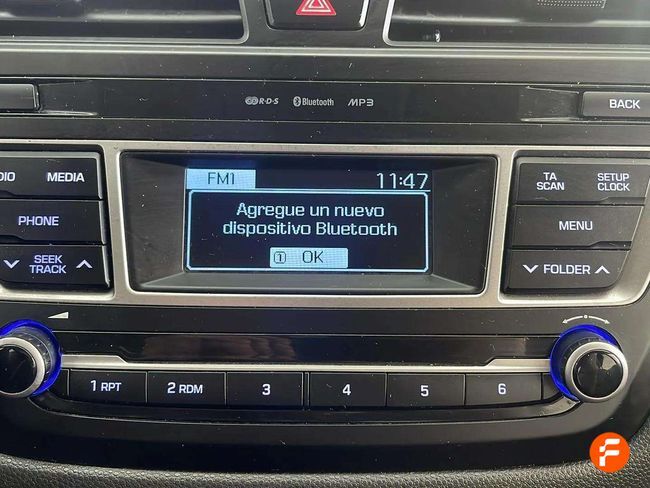 R·D·S Bluetooth MP3
BACK
DIO MEDIA
FM1 11:47
TA
SCAN
SETUP
CLOCK
Agregue un nuevo
dispositivo Bluetooth
1 OK
PHONE
MENU
SEEK
TRACK
FOLDER
1 RPT 2 RDM 3 4 5 6